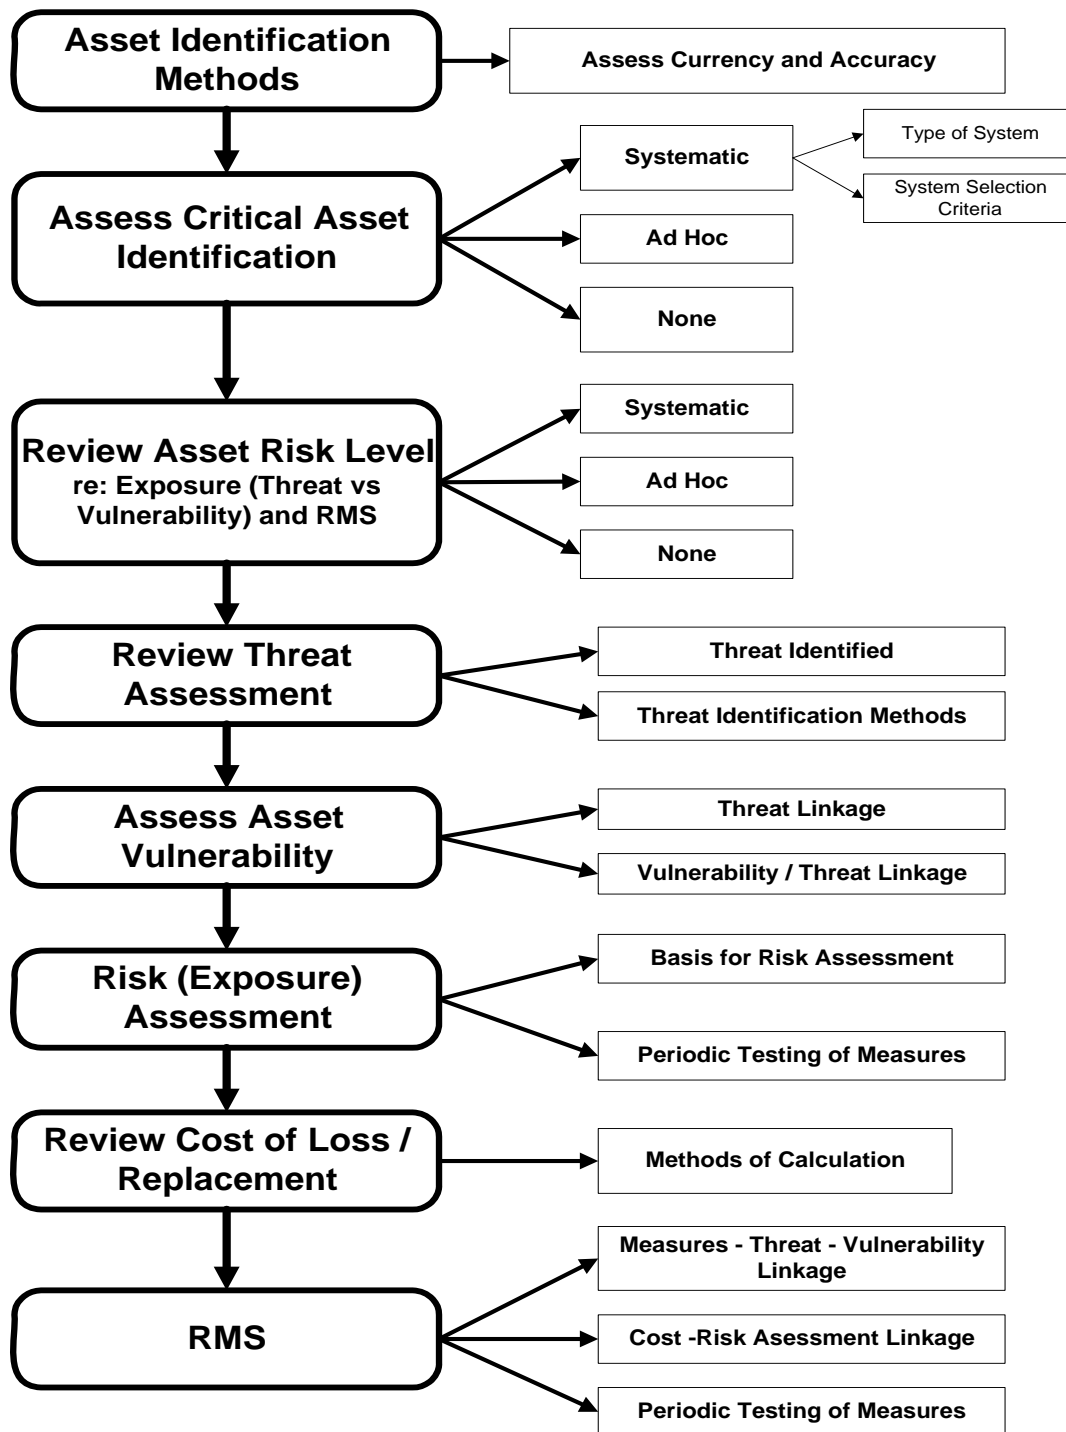 Asset Identification
Methods
Assess Currency and Accuracy
Assess Critical Asset
Identification
Systematic
Type of System
System Selection
Criteria
Ad Hoc
None
Review Asset Risk Level
re: Exposure (Threat vs
Vulnerability) and RMS
Systematic
Ad Hoc
None
Review Threat
Assessment
Threat Identified
Threat Identification Methods
Assess Asset
Vulnerability
Threat Linkage
Vulnerability / Threat Linkage
Risk (Exposure)
Assessment
Basis for Risk Assessment
Periodic Testing of Measures
Review Cost of Loss /
Replacement
Methods of Calculation
RMS
Measures - Threat - Vulnerability
Linkage
Cost -Risk Asessment Linkage
Periodic Testing of Measures